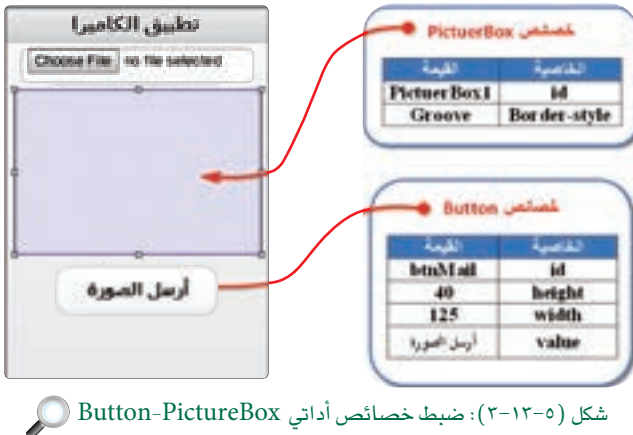 تطبيق الكاميرا
Choose File no file selected
أرسل الصورة
خصائص PictuerBox
الخاصية القيمة
id PictuerBox1
Border-style Groove
خصائص Button
الخاصية القيمة
id btnMail
height 40
width 125
value أرسل الصورة
شكل (٥-١٣-٣): ضبط خصائص أداتي Button-PictureBox